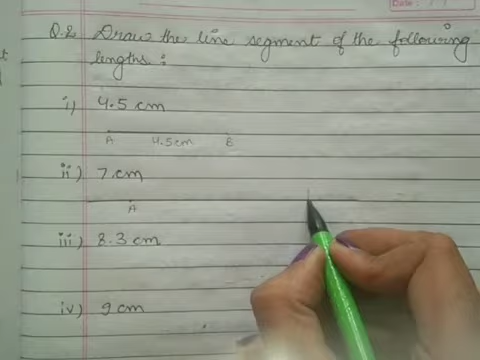 Date :
Q.2 Draw the line segment of the following
lengths :
i) 4.5 cm
A 4.5cm B
ii) 7 cm
A
iii) 8.3 cm
iv) 9 cm